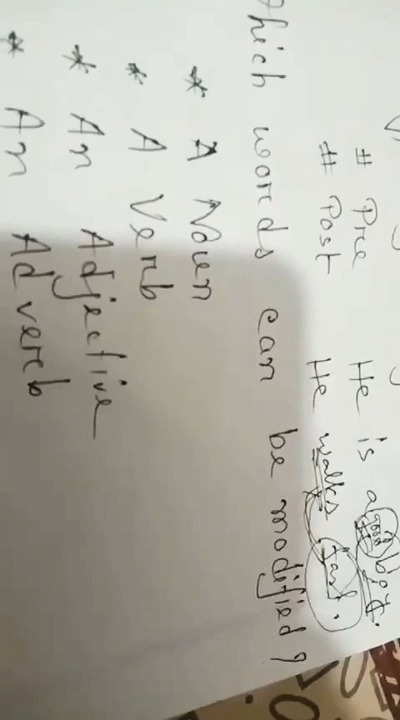 # Pre He is a good boy.
# Post He walks fast.
Which words can be modified?
* A Noun
* A Verb
* An Adjective
* An Adverb